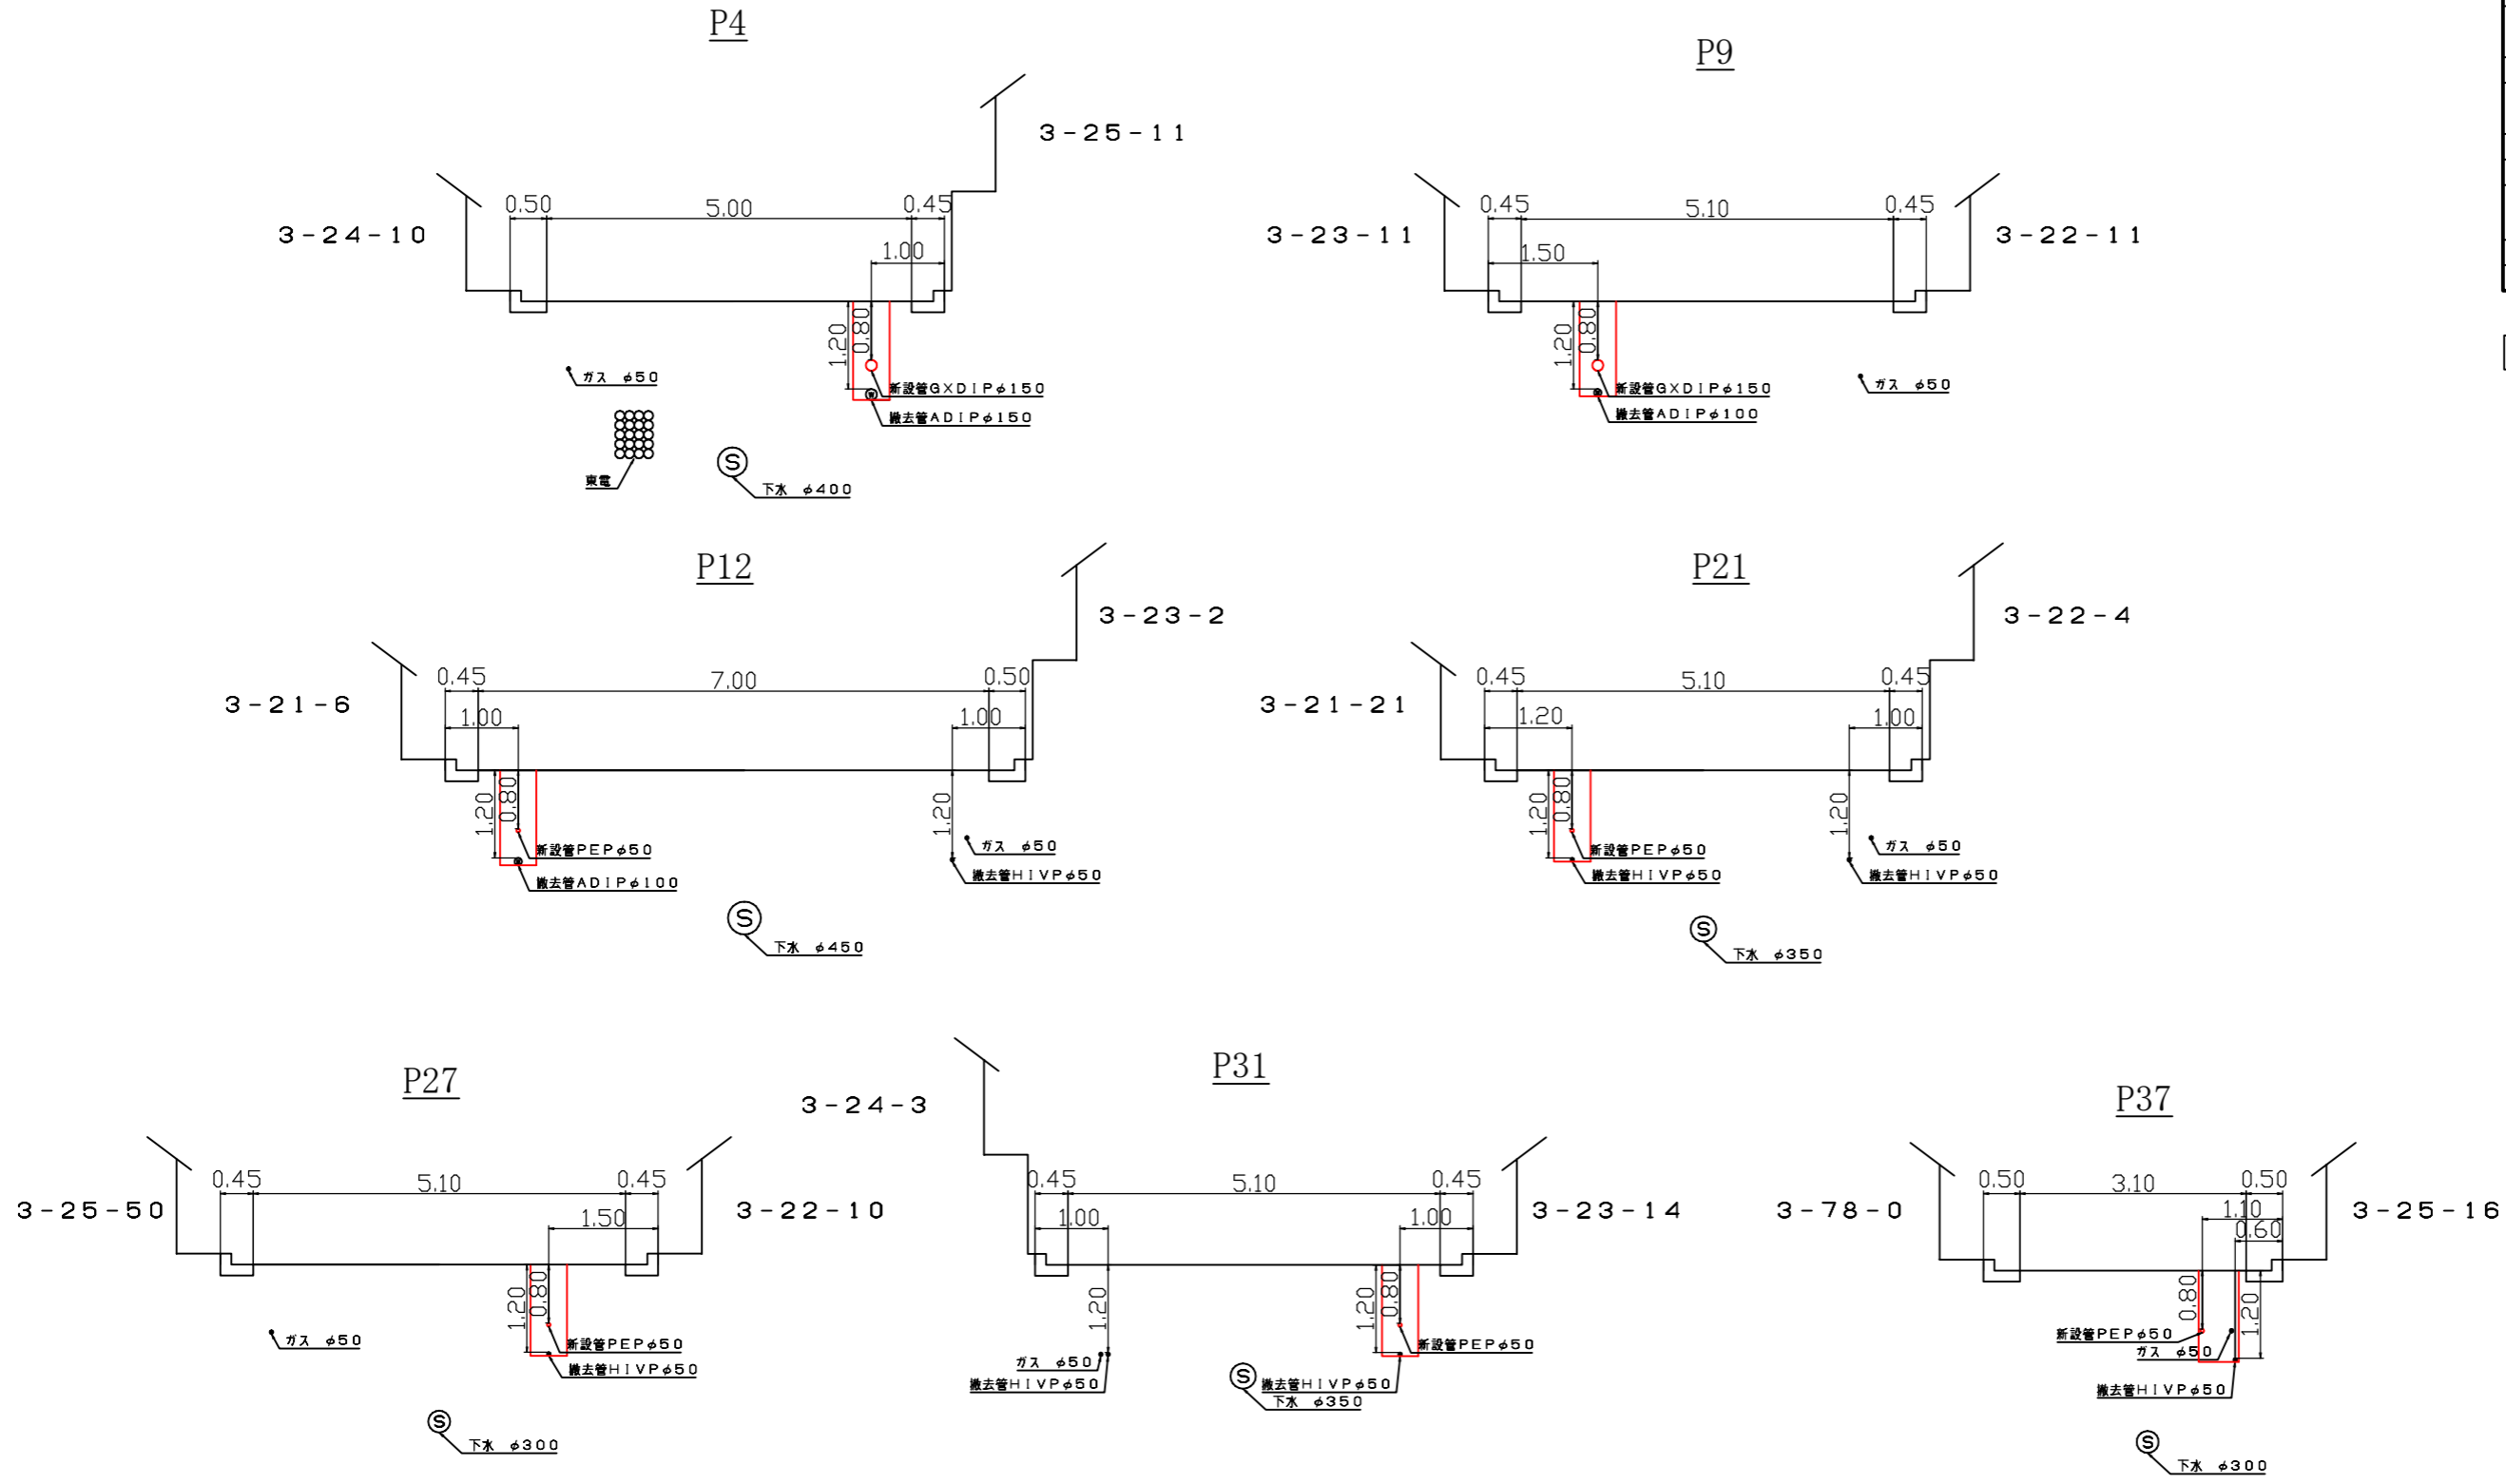 P4
3-25-11
3-24-10
0.50
5.00
0.45
1.00
1.20
0.80
ガス φ50
新設管GXDIPφ150
撤去管ADIPφ150
東電
S
下水 φ400
P9
3-23-11
0.45
5.10
0.45
3-22-11
1.50
1.20
0.80
ガス φ50
新設管GXDIPφ150
撤去管ADIPφ100
P12
3-23-2
3-21-6
0.45
7.00
0.50
1.00
1.00
1.20
0.80
1.20
新設管PEPφ50
ガス φ50
撤去管ADIPφ100
撤去管HIVPφ50
S
下水 φ450
P21
3-22-4
3-21-21
0.45
5.10
0.45
1.20
1.00
1.20
0.80
1.20
新設管PEPφ50
ガス φ50
撤去管HIVPφ50
撤去管HIVPφ50
S
下水 φ350
P27
3-25-50
0.45
5.10
0.45
3-22-10
1.50
1.20
0.80
ガス φ50
新設管PEPφ50
撤去管HIVPφ50
S
下水 φ300
P31
3-24-3
0.45
5.10
0.45
3-23-14
1.00
1.00
1.20
1.20
0.80
新設管PEPφ50
ガス φ50
撤去管HIVPφ50
S
撤去管HIVPφ50
下水 φ350
P37
3-78-0
0.50
3.10
0.50
3-25-16
1.10
0.60
0.80
1.20
新設管PEPφ50
ガス φ50
撤去管HIVPφ50
S
下水 φ300